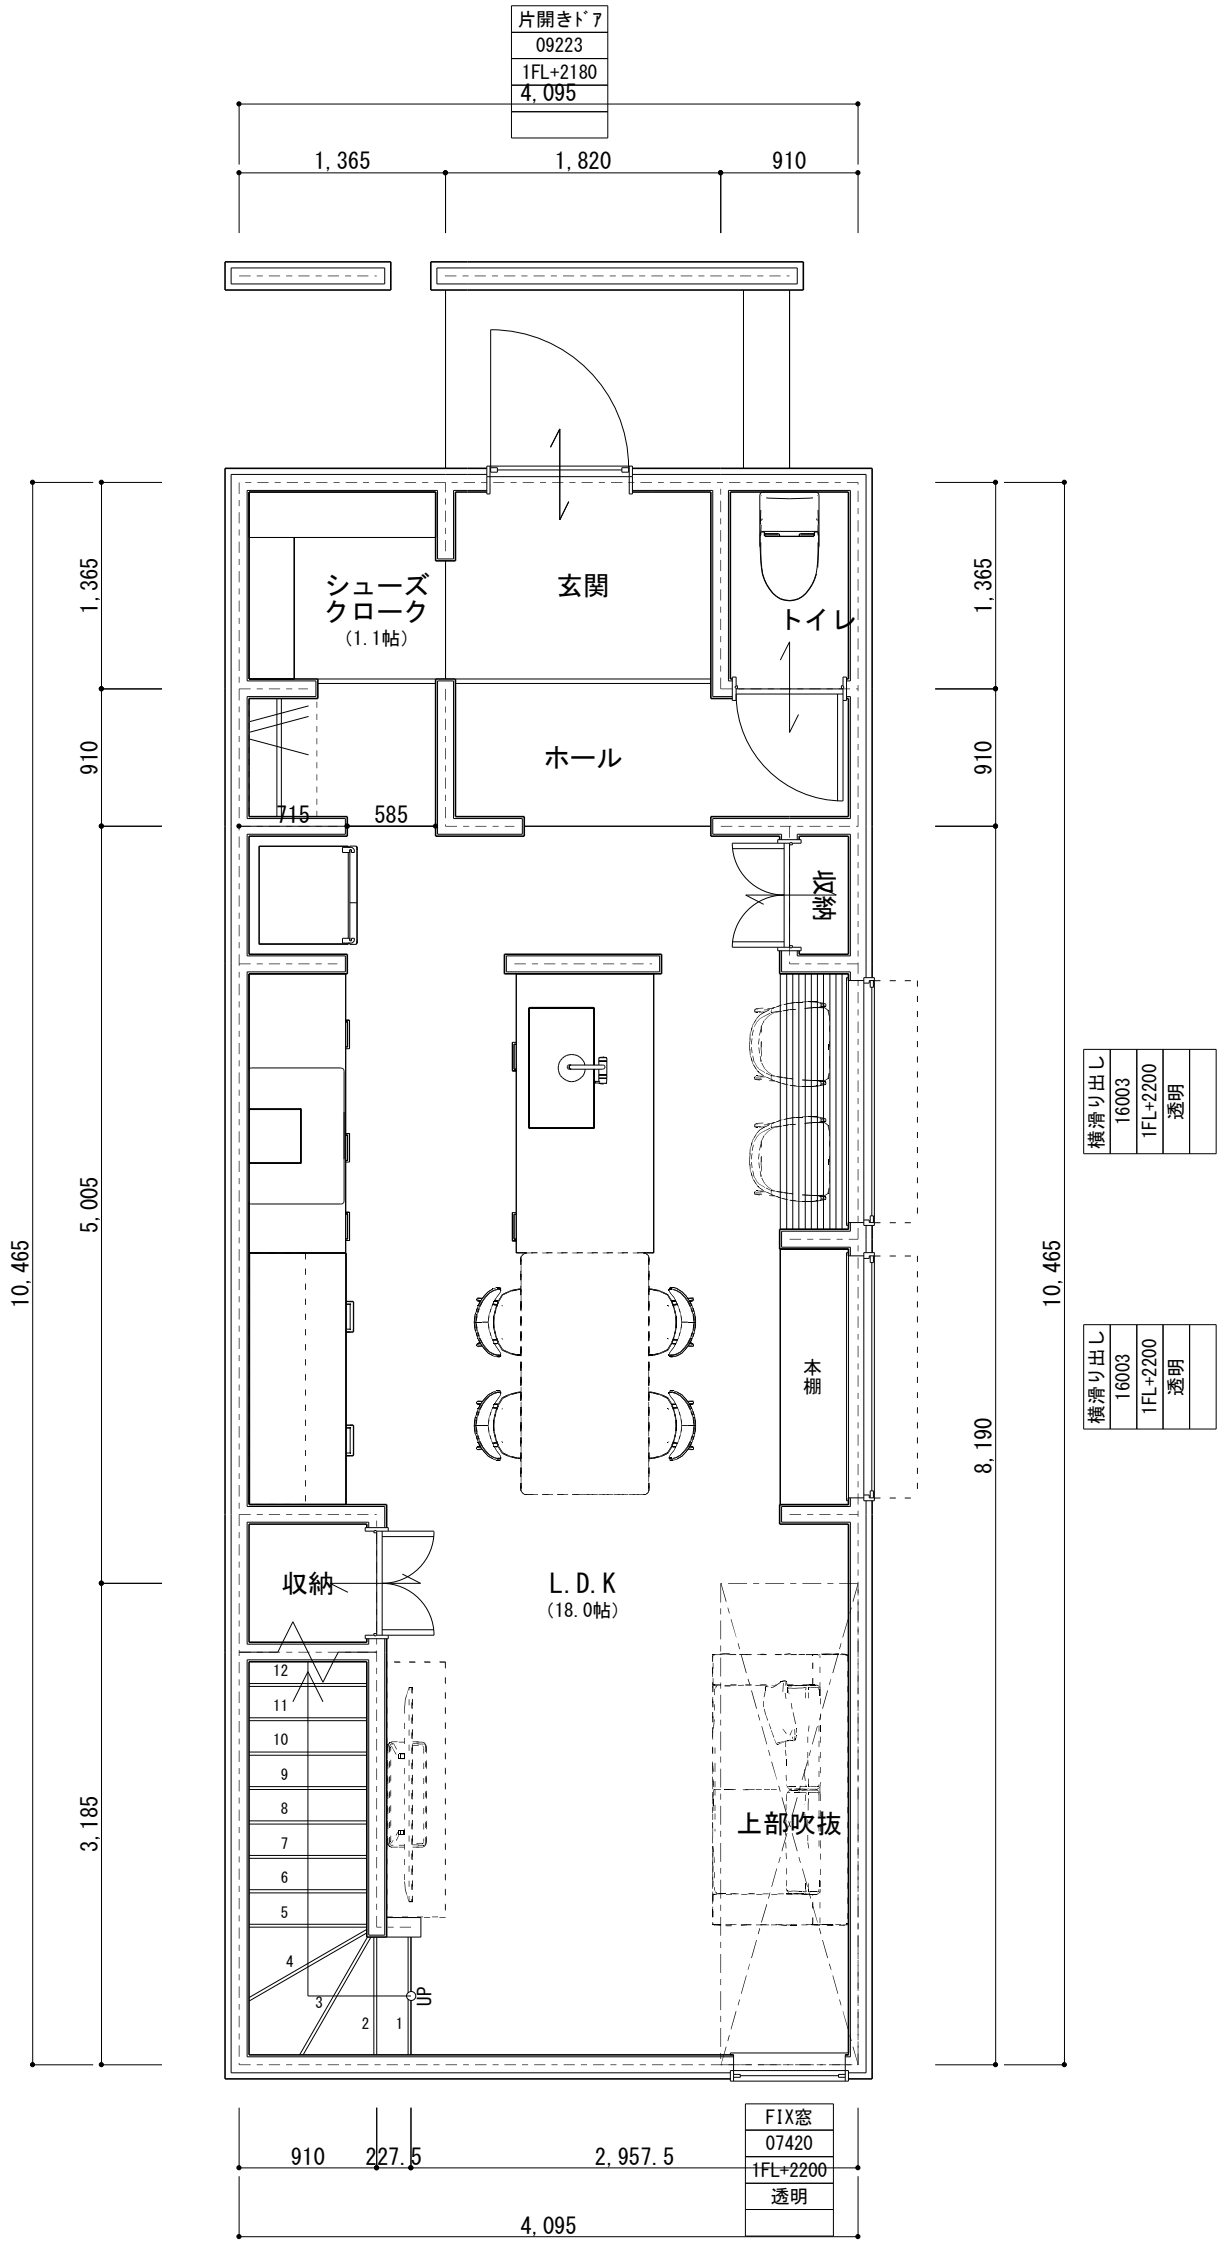 片開きドア
09223
1FL+2180
4,095
1,365
1,820
910
シューズ
クローク
(1.1帖)
玄関
トイレ
1,365
1,365
910
910
ホール
715
585
収納
横滑り出し
16003
1FL+2200
透明
5,005
10,465
10,465
横滑り出し
16003
1FL+2200
透明
本棚
8,190
収納
L.D.K
(18.0帖)
12
11
10
9
8
7
6
5
4
3
2
1
UP
3,185
上部吹抜
FIX窓
07420
1FL+2200
透明
910
227.5
2,957.5
4,095